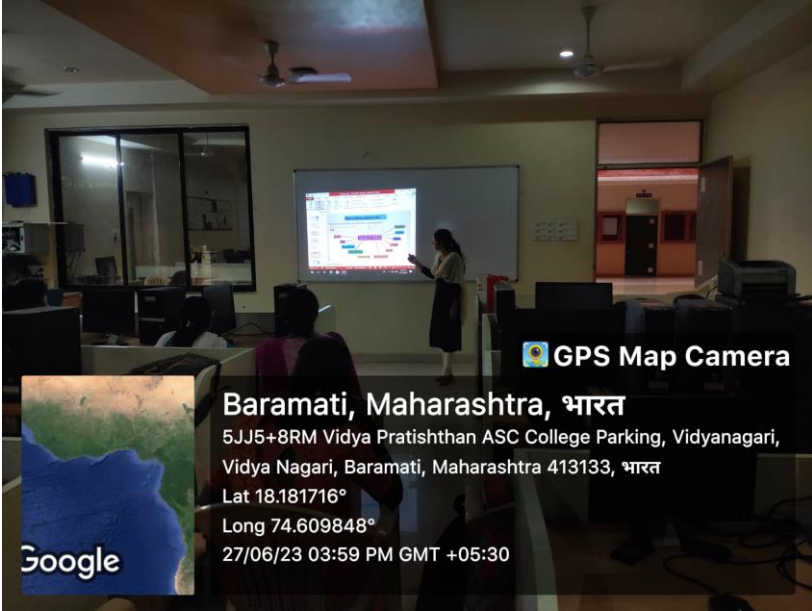 GPS Map Camera
Baramati, Maharashtra, भारत
5JJ5+8RM Vidya Pratishthan ASC College Parking, Vidyanagari,
Vidya Nagari, Baramati, Maharashtra 413133, भारत
Lat 18.181716°
Long 74.609848°
27/06/23 03:59 PM GMT +05:30
Google